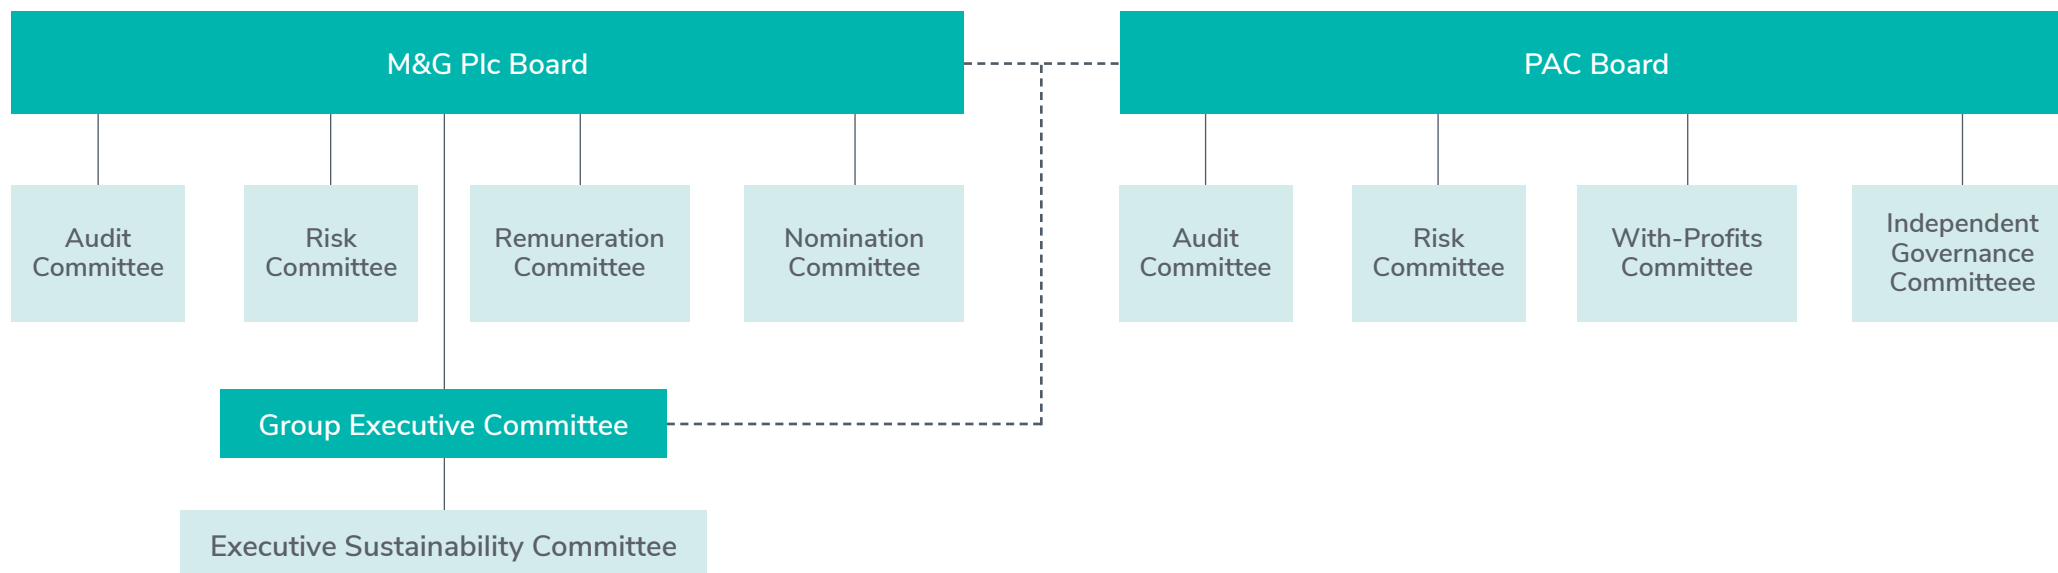 M&G Plc Board
PAC Board
Audit
Committee
Risk
Committee
Remuneration
Committee
Nomination
Committee
Audit
Committee
Risk
Committee
With-Profits
Committee
Independent
Governance
Committeee
Group Executive Committee
Executive Sustainability Committee